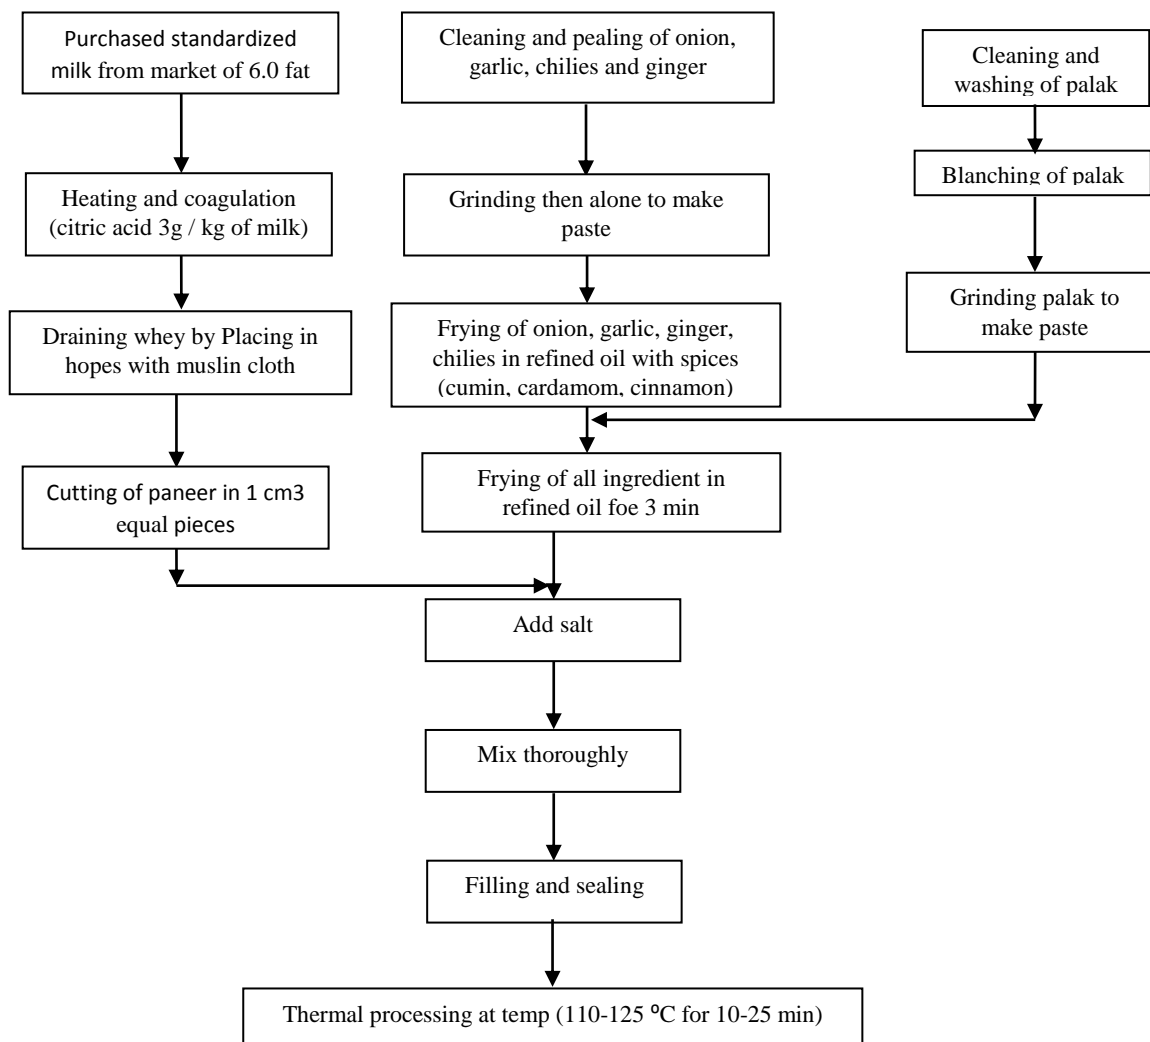 Purchased standardized
milk from market of 6.0 fat
Heating and coagulation
(citric acid 3g / kg of milk)
Draining whey by Placing in
hopes with muslin cloth
Cutting of paneer in 1 cm3
equal pieces
Cleaning and pealing of onion,
garlic, chilies and ginger
Grinding then alone to make
paste
Frying of onion, garlic, ginger,
chilies in refined oil with spices
(cumin, cardamom, cinnamon)
Cleaning and
washing of palak
Blanching of palak
Grinding palak to
make paste
Frying of all ingredient in
refined oil foe 3 min
Add salt
Mix thoroughly
Filling and sealing
Thermal processing at temp (110-125 ⁰C for 10-25 min)